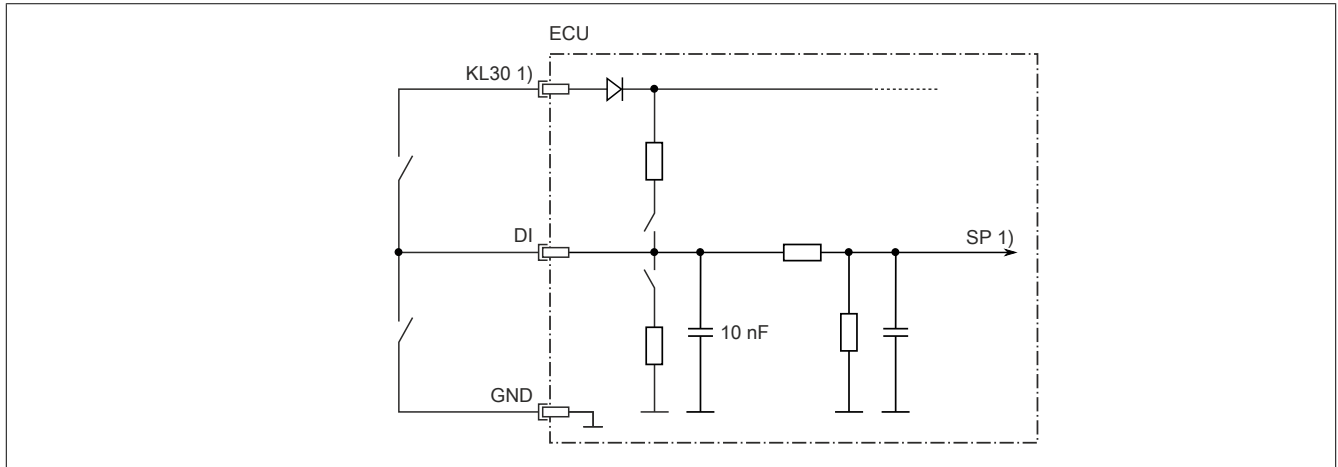 ECU
KL30 1)
DI
SP 1)
10 nF
GND